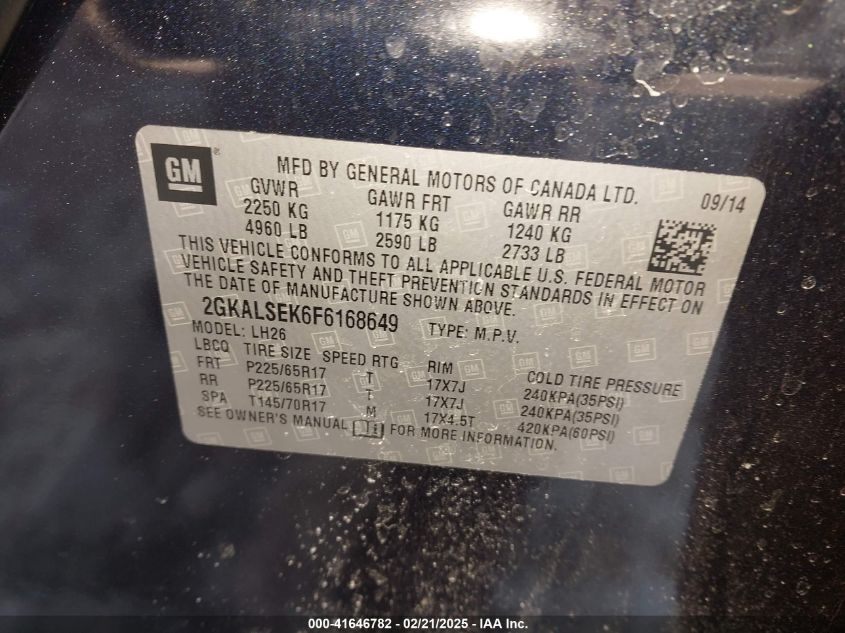 GM
MFD BY GENERAL MOTORS OF CANADA LTD. 09/14
GVWR GAWR FRT GAWR RR
2250 KG 1175 KG 1240 KG
4960 LB 2590 LB 2733 LB
THIS VEHICLE CONFORMS TO ALL APPLICABLE U.S. FEDERAL MOTOR
VEHICLE SAFETY AND THEFT PREVENTION STANDARDS IN EFFECT ON
THE DATE OF MANUFACTURE SHOWN ABOVE.
2GKALSEK6F6168649 TYPE: M.P.V.
MODEL: LH26
LBCQ TIRE SIZE SPEED RTG RIM COLD TIRE PRESSURE
FRT P225/65R17 T 17X7J 240KPA(35PSI)
RR P225/65R17 T 17X7J 240KPA(35PSI)
SPA T145/70R17 M 17X4.5T 420KPA(60PSI)
SEE OWNER'S MANUAL FOR MORE INFORMATION.
000-41646782 - 02/21/2025 - IAA Inc.